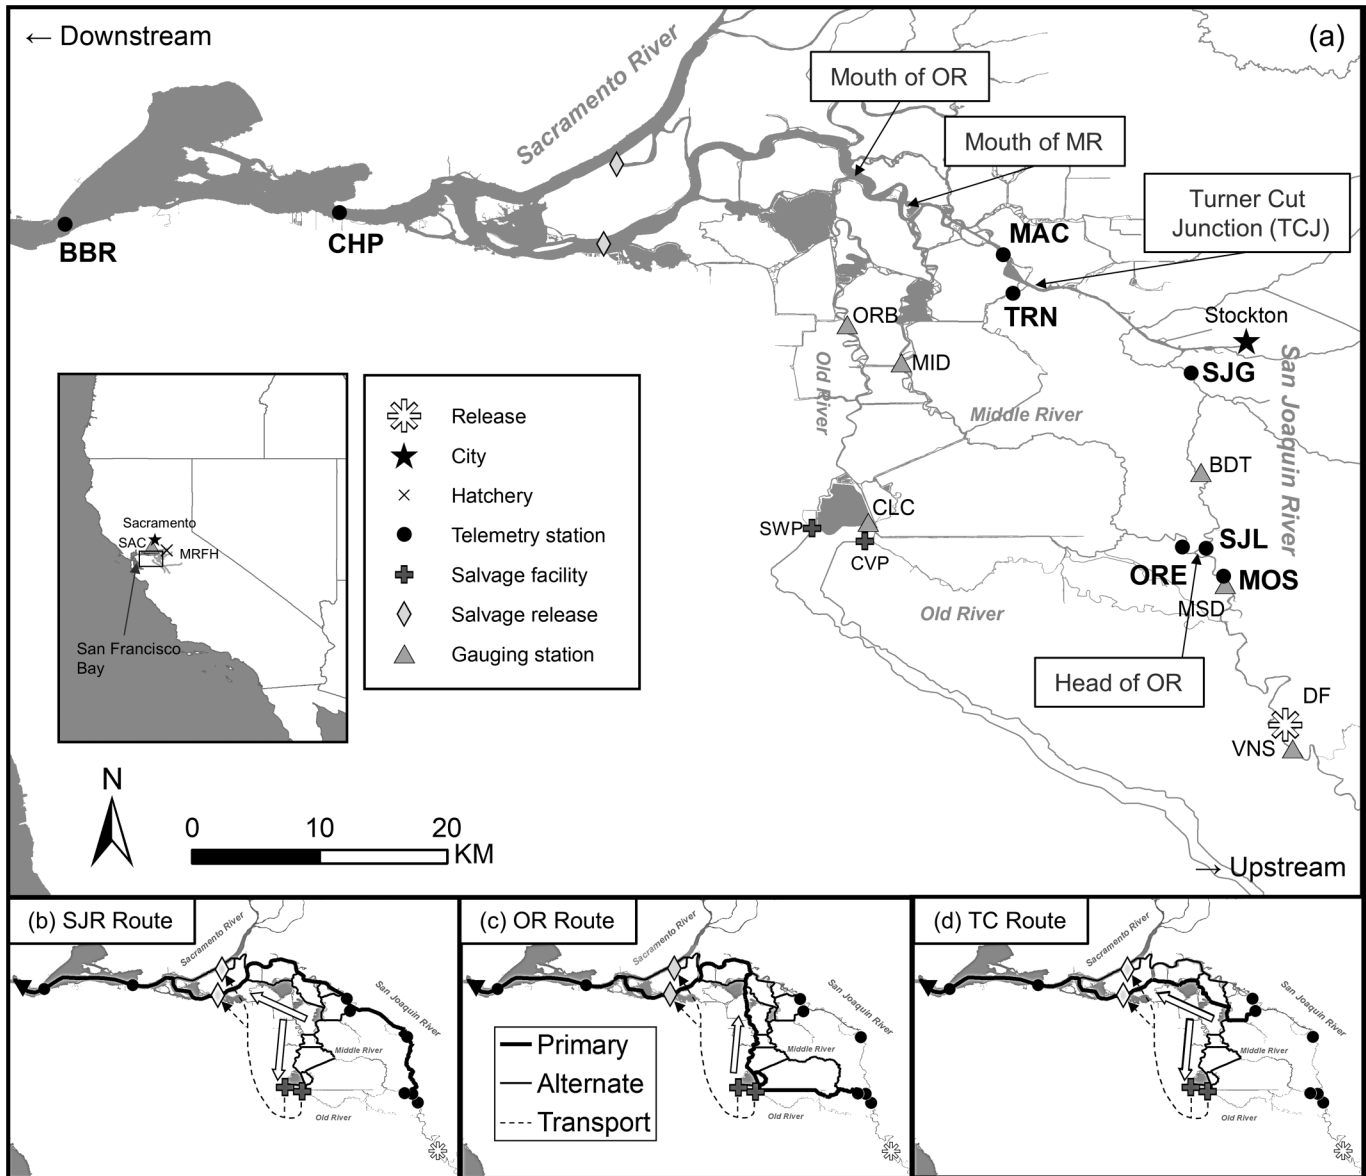 ← Downstream
(a)
Sacramento River
Mouth of OR
Mouth of MR
Turner Cut
Junction (TCJ)
BBR
CHP
MAC
TRN
Stockton
SJG
ORB
MID
Old River
Middle River
San Joaquin River
BDT
CLC
SWP
CVP
SJL
ORE
MOS
MSD
Old River
Head of OR
DF
VNS
→ Upstream
Sacramento
SAC
MRFH
San Francisco
Bay
Release
City
Hatchery
Telemetry station
Salvage facility
Salvage release
Gauging station
N
0 10 20
KM
(b) SJR Route
Sacramento River
San Joaquin River
Middle River
Old River
(c) OR Route
Sacramento River
San Joaquin River
Middle River
Old River
Primary
Alternate
Transport
(d) TC Route
Sacramento River
San Joaquin River
Middle River
Old River